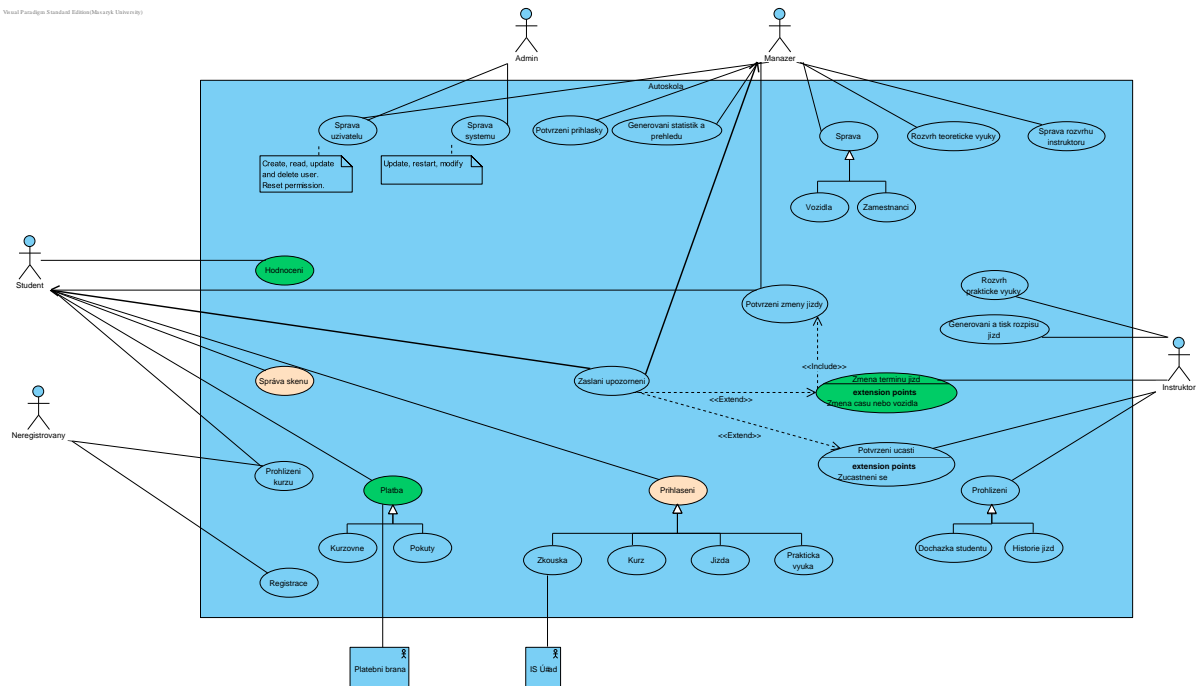 Visual Paradigm Standard Edition(Masaryk University)
Admin
Manazer
Autoskola
Sprava
uzivatelu
Sprava
systemu
Potvrzeni prihlasky
Generovani statistik a
prehledu
Sprava
Rozvrh teoreticke vyuky
Sprava rozvrhu
instruktoru
Create, read, update
and delete user.
Reset permission.
Update, restart, modify
Vozidla
Zamestnanci
Student
Hodnoceni
Rozvrh
prakticke vyuky
Potvrzeni zmeny jizdy
Generovani a tisk rozpisu
jizd
Instruktor
<<Include>>
Správa skenu
Zaslani upozorneni
Zmena terminu jizd
extension points
Zmena casu nebo vozidla
<<Extend>>
Neregistrovany
<<Extend>>
Potvrzeni ucasti
extension points
Zucastneni se
Prohlizeni
kurzu
Platba
Prihlaseni
Prohlizeni
Kurzovne
Pokuty
Zkouska
Kurz
Jizda
Prakticka
vyuka
Dochazka studentu
Historie jizd
Registrace
Platebni brana
IS